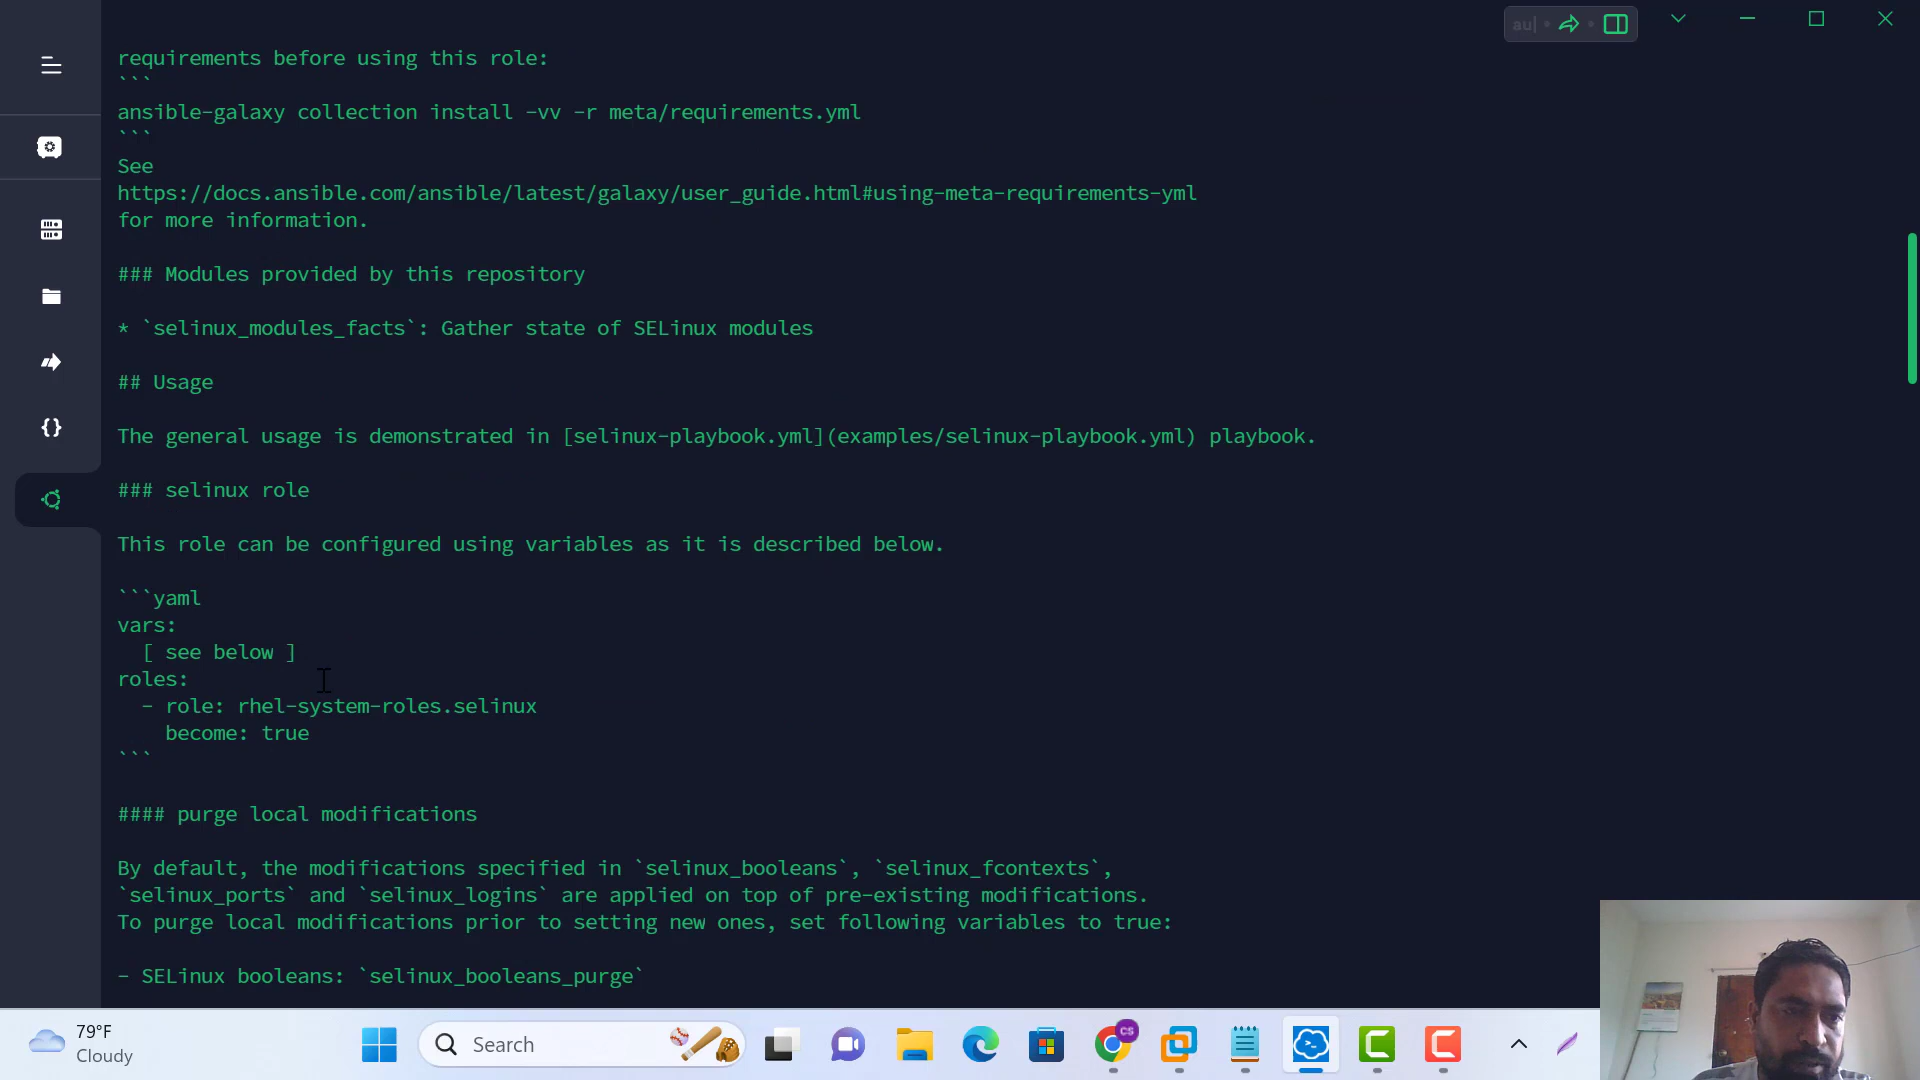 au|
requirements before using this role:
```
ansible-galaxy collection install -vv -r meta/requirements.yml
```
See
https://docs.ansible.com/ansible/latest/galaxy/user_guide.html#using-meta-requirements-yml
for more information.
### Modules provided by this repository
* `selinux_modules_facts`: Gather state of SELinux modules
## Usage
The general usage is demonstrated in [selinux-playbook.yml](examples/selinux-playbook.yml) playbook.
### selinux role
This role can be configured using variables as it is described below.
```yaml
vars:
  [ see below ]
roles:
  - role: rhel-system-roles.selinux
    become: true
```
#### purge local modifications
By default, the modifications specified in `selinux_booleans`, `selinux_fcontexts`,
`selinux_ports` and `selinux_logins` are applied on top of pre-existing modifications.
To purge local modifications prior to setting new ones, set following variables to true:
- SELinux booleans: `selinux_booleans_purge`
79°F
Cloudy
Search
CS